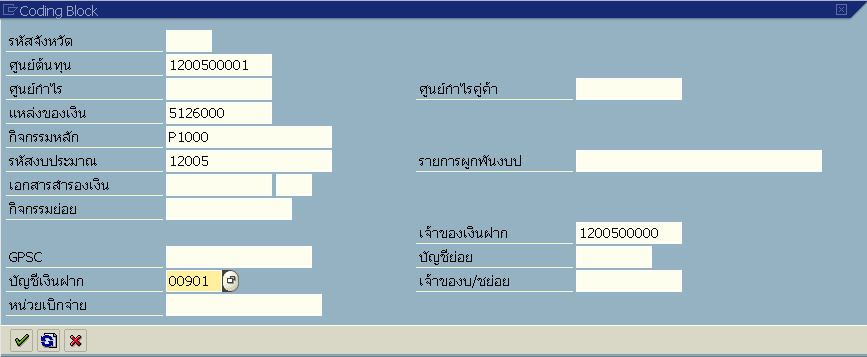 Coding Block
รหัสจังหวัด
ศูนย์ต้นทุน 1200500001
ศูนย์กำไร ศูนย์กำไรคู่ค้า
แหล่งของเงิน 5126000
กิจกรรมหลัก P1000
รหัสงบประมาณ 12005 รายการผูกพันงบป
เอกสารสำรองเงิน
กิจกรรมย่อย
เจ้าของเงินฝาก 1200500000
GPSC บัญชีย่อย
บัญชีเงินฝาก 00901 เจ้าของบ/ชย่อย
หน่วยเบิกจ่าย